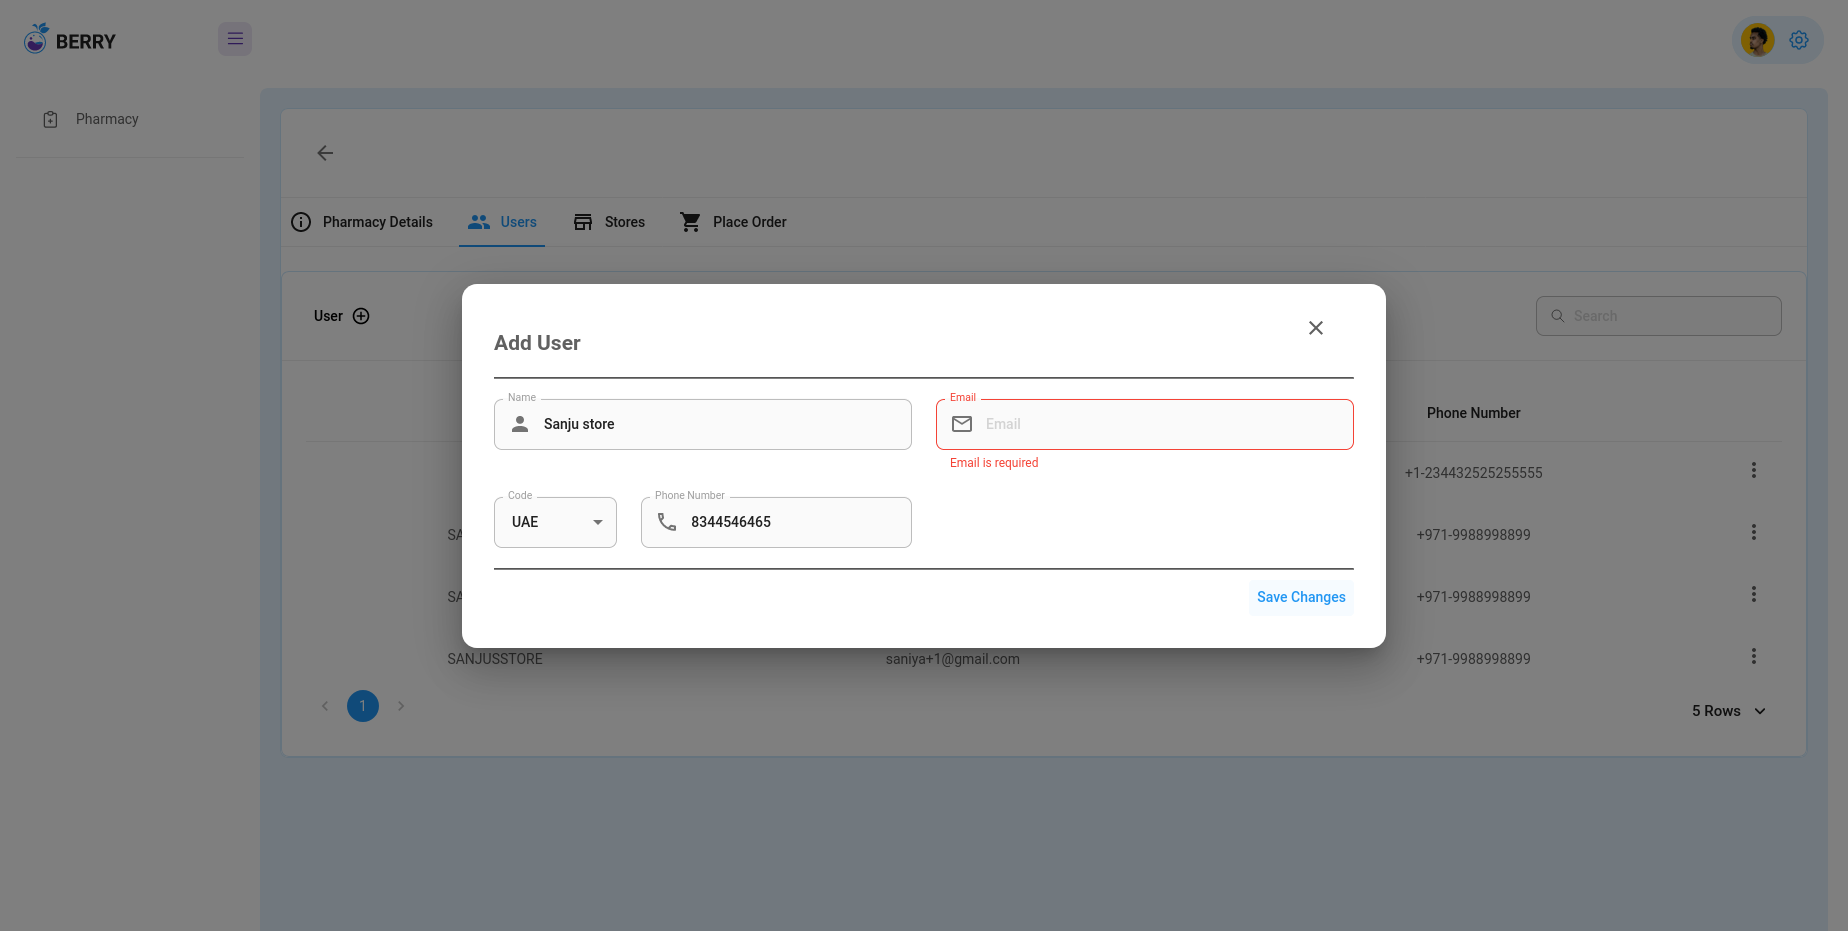 BERRY
Pharmacy
Pharmacy Details Users Stores Place Order
User
Search
Add User
Name
Sanju store
Email
Email
Email is required
Code
UAE
Phone Number
8344546465
Save Changes
Phone Number
+1-234432525255555
SA +971-9988998899
SA +971-9988998899
SANJUSSTORE saniya+1@gmail.com +971-9988998899
1
5 Rows